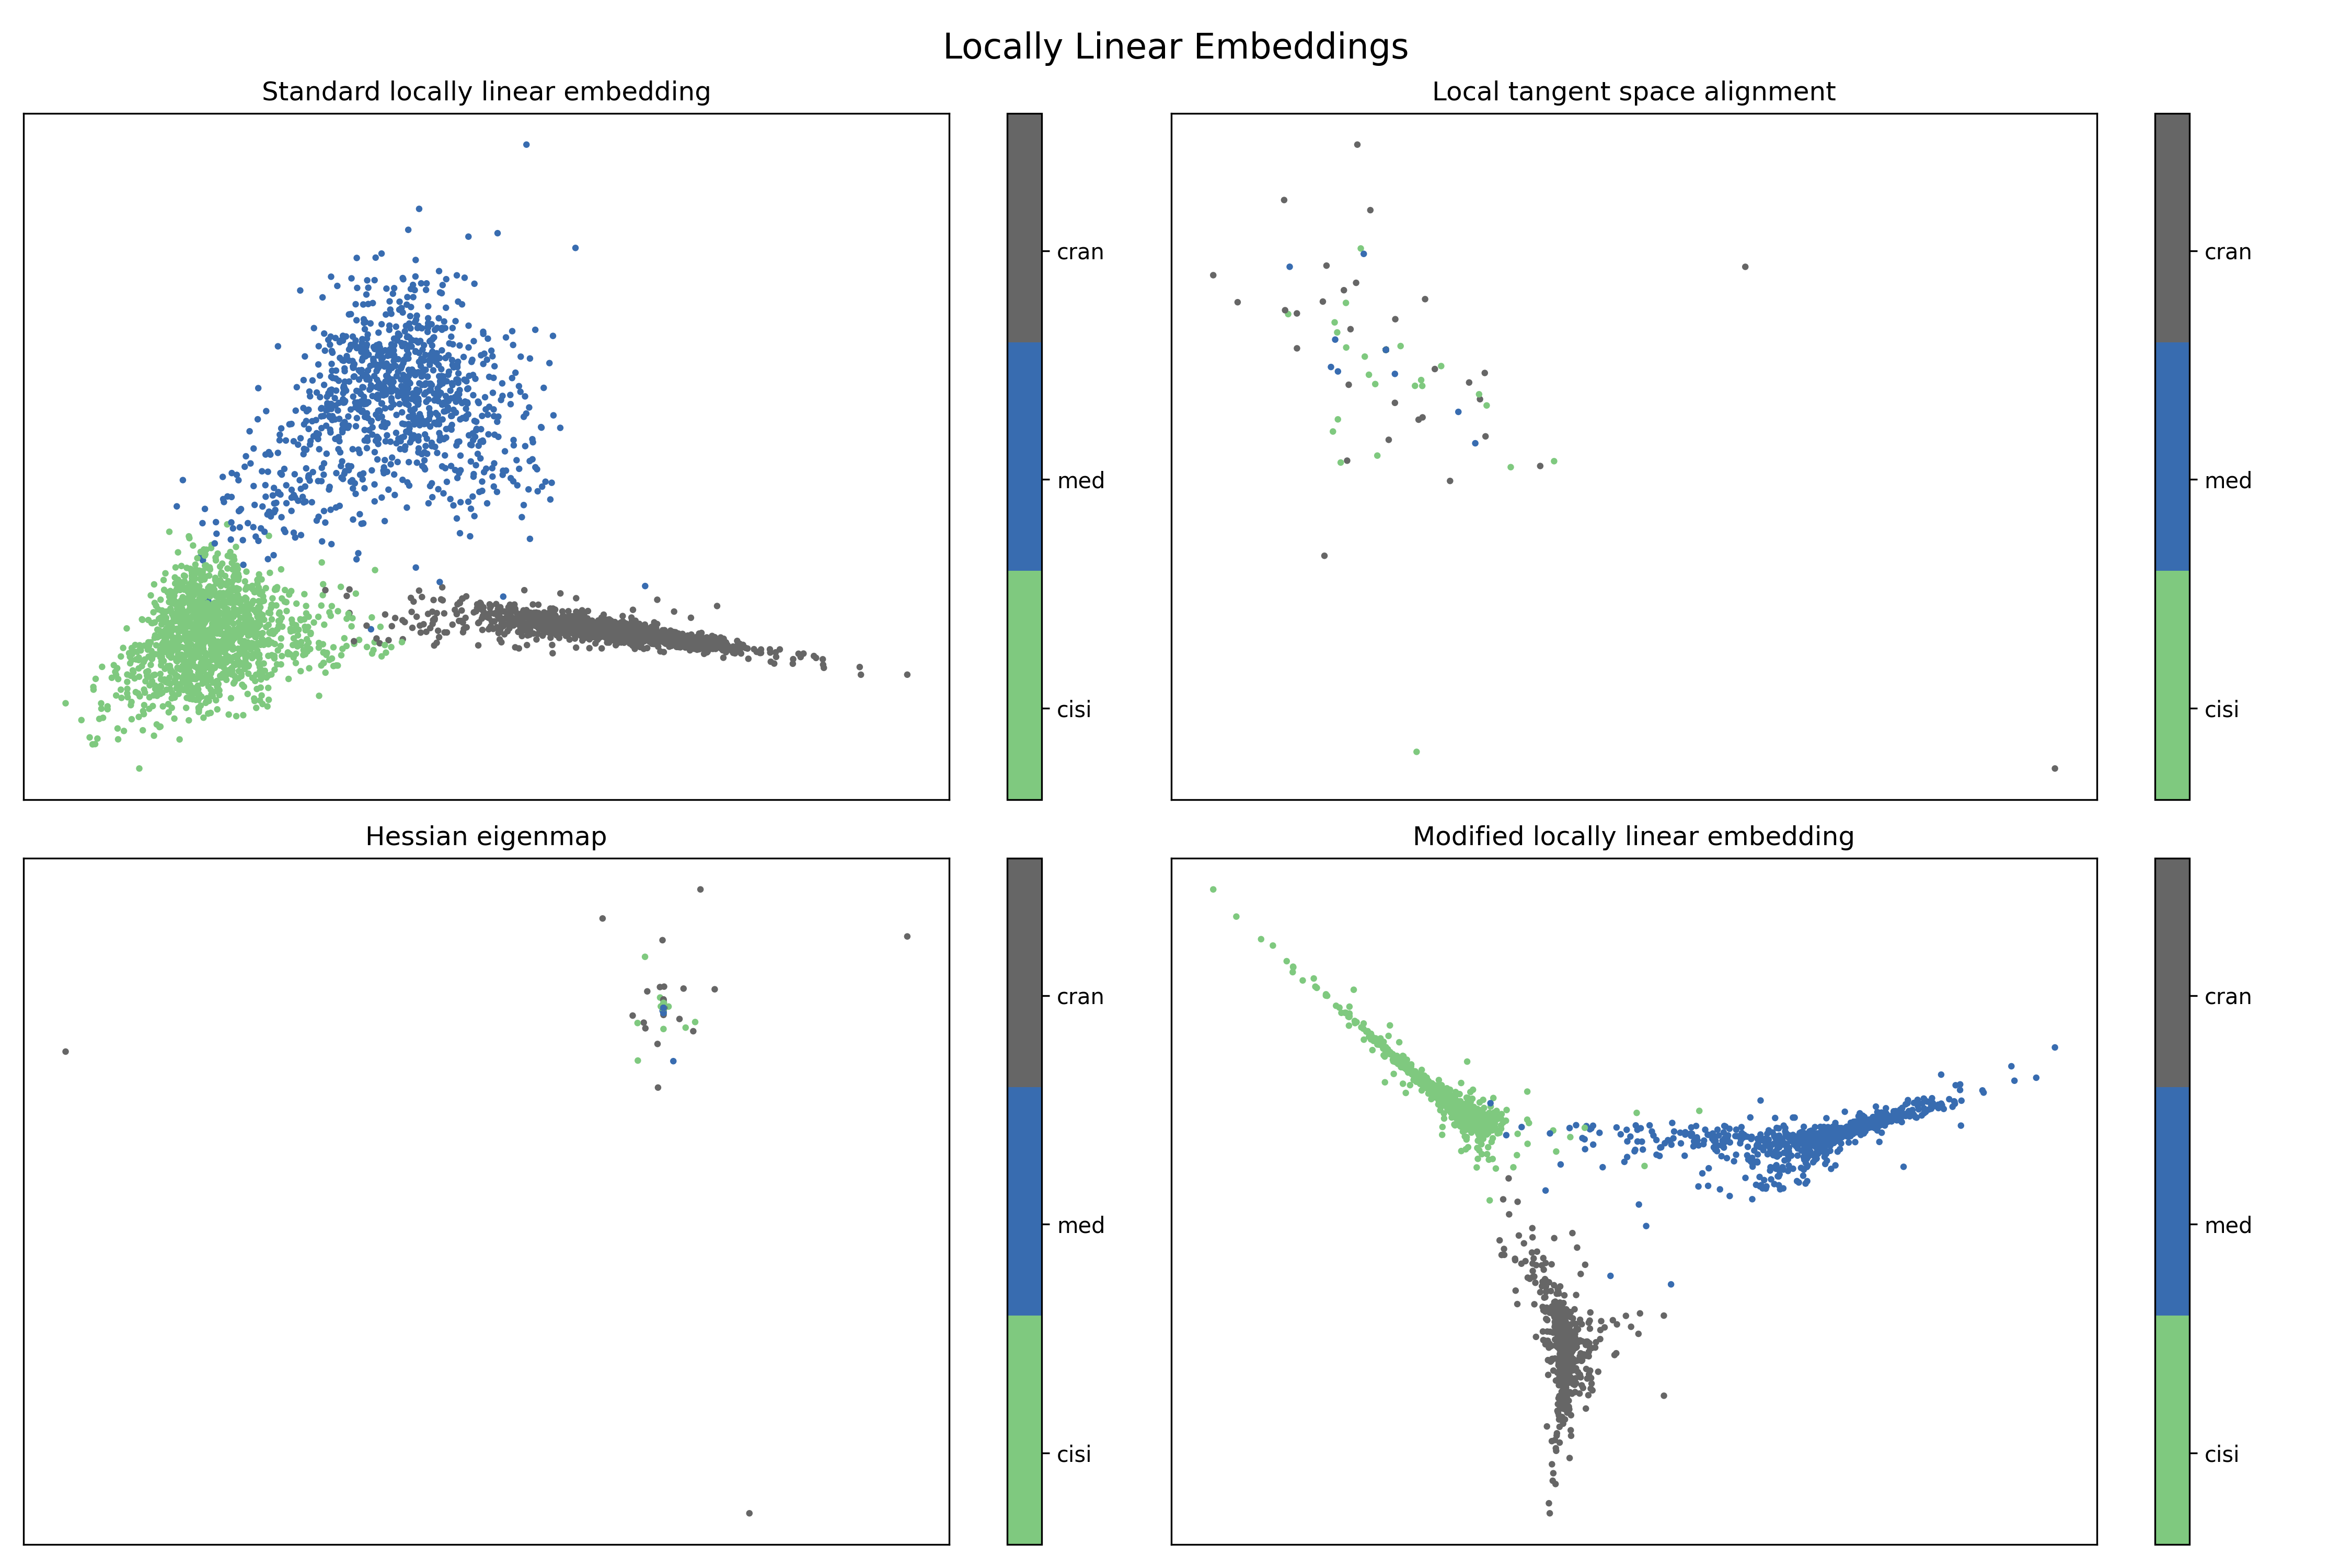 Locally Linear Embeddings
Standard locally linear embedding
cran
med
cisi
Local tangent space alignment
cran
med
cisi
Hessian eigenmap
cran
med
cisi
Modified locally linear embedding
cran
med
cisi